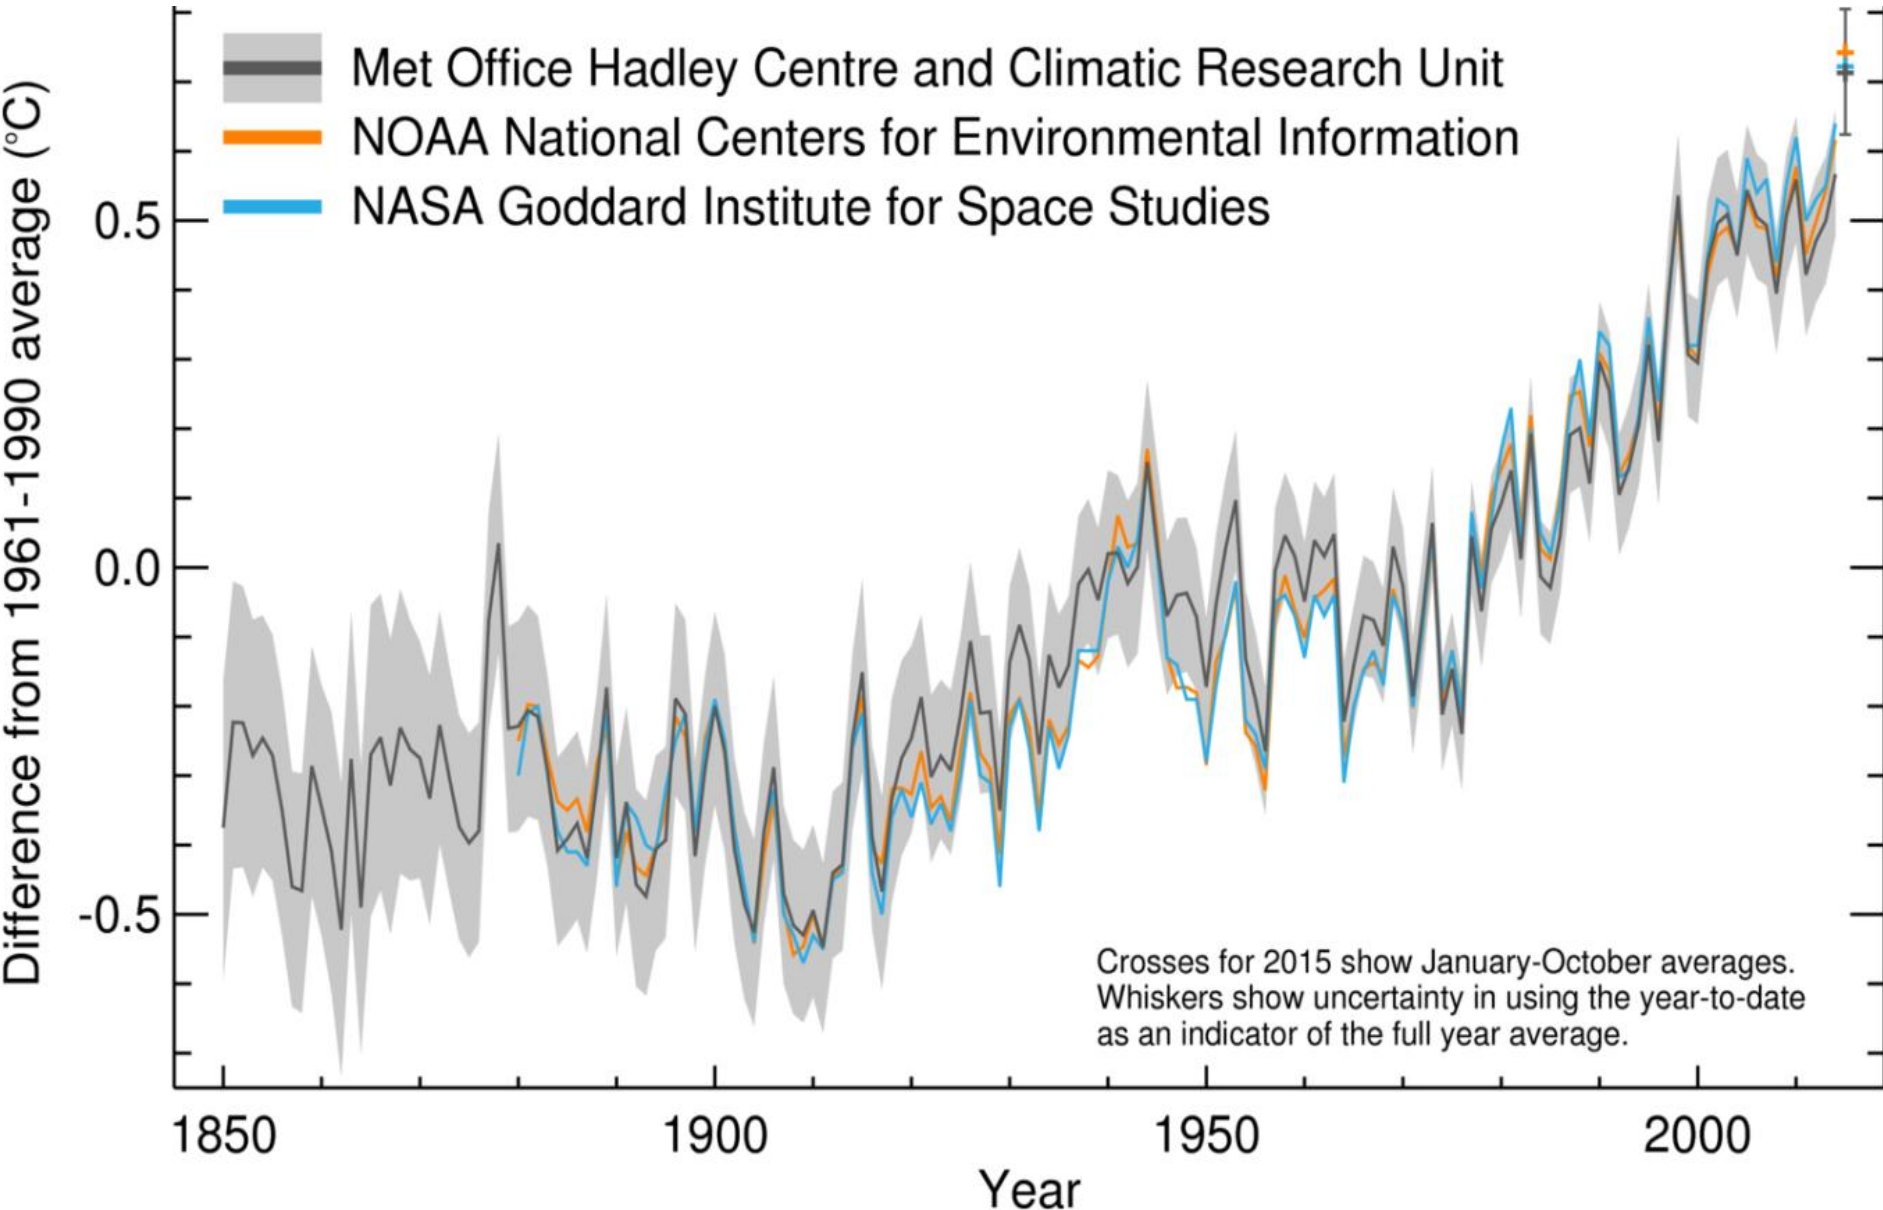 Met Office Hadley Centre and Climatic Research Unit
NOAA National Centers for Environmental Information
NASA Goddard Institute for Space Studies
Difference from 1961-1990 average (°C)
0.5
0.0
-0.5
Crosses for 2015 show January-October averages.
Whiskers show uncertainty in using the year-to-date
as an indicator of the full year average.
1850 1900 1950 2000
Year